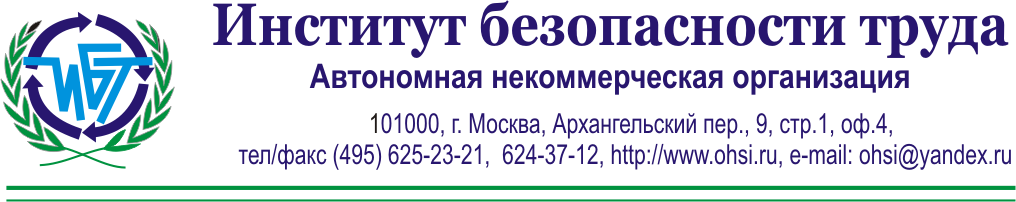 ИБТ
Институт безопасности труда
Автономная некоммерческая организация
101000, г. Москва, Архангельский пер., 9, стр.1, оф.4,
тел/факс (495) 625-23-21, 624-37-12, http://www.ohsi.ru, e-mail: ohsi@yandex.ru